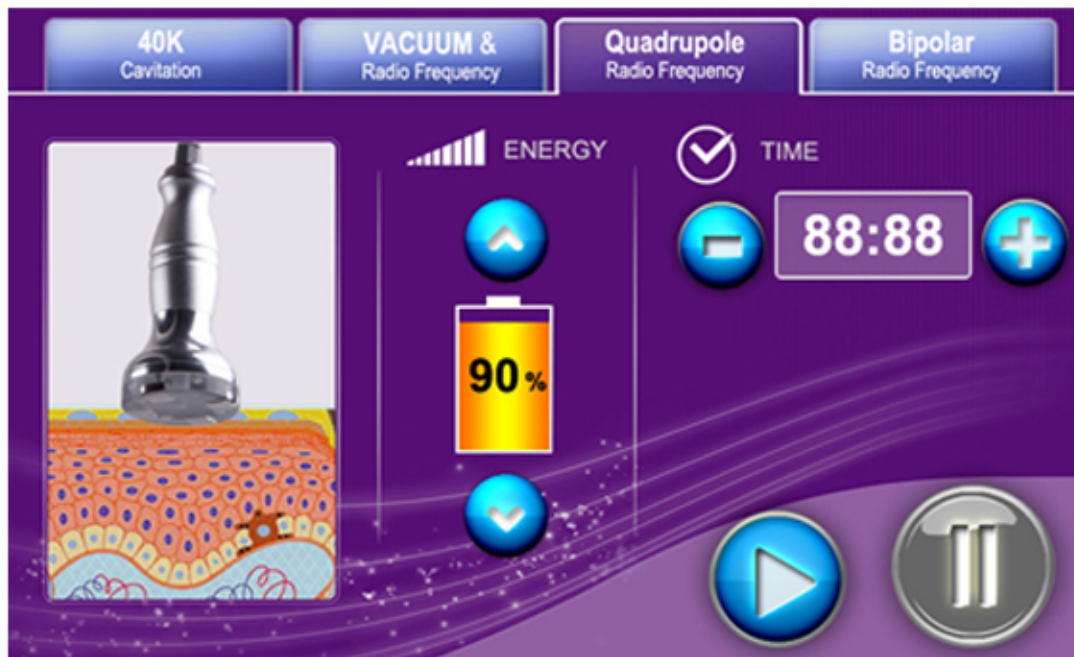 40K
Cavitation
VACUUM &
Radio Frequency
Quadrupole
Radio Frequency
Bipolar
Radio Frequency
ENERGY
TIME
88:88
90%